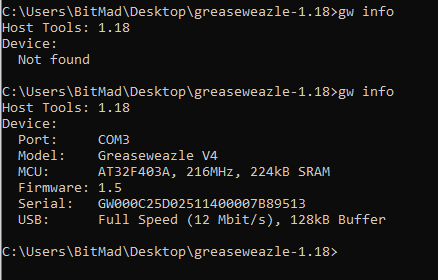 C:\Users\BitMad\Desktop\greaseweazle-1.18>gw info
Host Tools: 1.18
Device:
  Not found

C:\Users\BitMad\Desktop\greaseweazle-1.18>gw info
Host Tools: 1.18
Device:
  Port:     COM3
  Model:    Greaseweazle V4
  MCU:      AT32F403A, 216MHz, 224kB SRAM
  Firmware: 1.5
  Serial:   GW000C25D02511400007B89513
  USB:      Full Speed (12 Mbit/s), 128kB Buffer

C:\Users\BitMad\Desktop\greaseweazle-1.18>